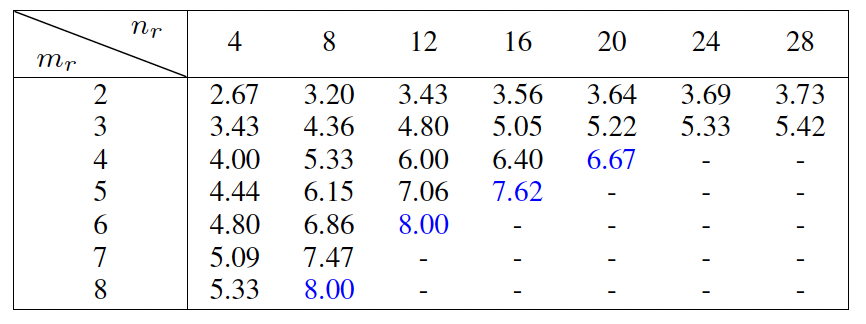 n_r
m_r 4 8 12 16 20 24 28
2 2.67 3.20 3.43 3.56 3.64 3.69 3.73
3 3.43 4.36 4.80 5.05 5.22 5.33 5.42
4 4.00 5.33 6.00 6.40 6.67 - -
5 4.44 6.15 7.06 7.62 - - -
6 4.80 6.86 8.00 - - - -
7 5.09 7.47 - - - - -
8 5.33 8.00 - - - - -